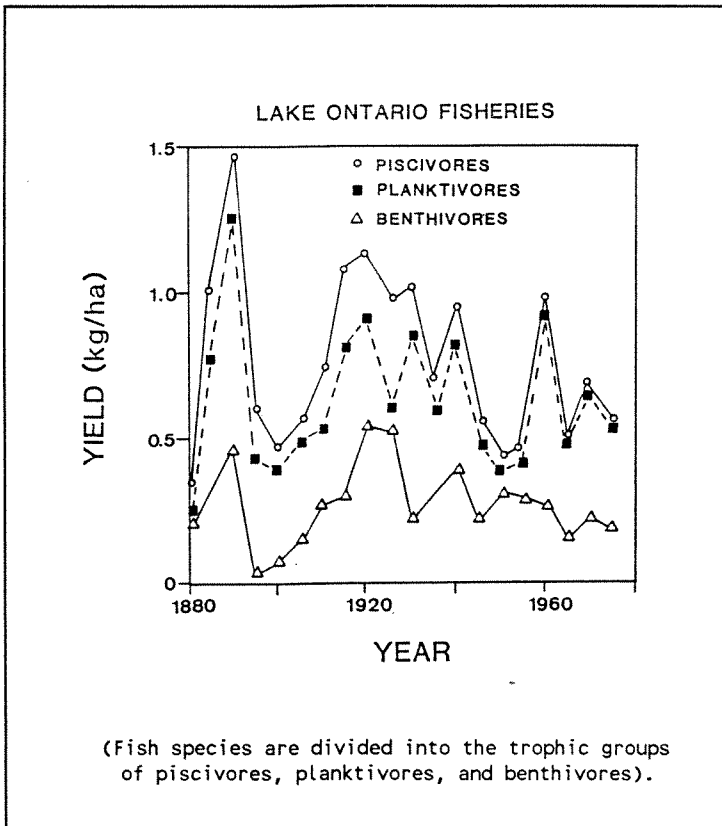 LAKE ONTARIO FISHERIES
1.5
PISCIVORES
PLANKTIVORES
BENTHIVORES
1.0
YIELD (kg/ha)
0.5
0
1880
1920
1960
YEAR
(Fish species are divided into the trophic groups
of piscivores, planktivores, and benthivores).